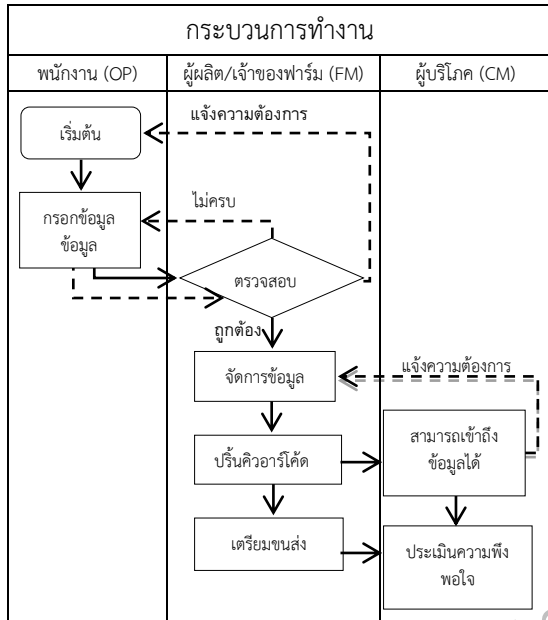 กระบวนการทำงาน
พนักงาน (OP)
ผู้ผลิต/เจ้าของฟาร์ม (FM)
ผู้บริโภค (CM)
แจ้งความต้องการ
เริ่มต้น
ไม่ครบ
กรอกข้อมูล
ข้อมูล
ตรวจสอบ
ถูกต้อง
จัดการข้อมูล
แจ้งความต้องการ
สามารถเข้าถึง
ข้อมูลได้
ปริ้นคิวอาร์โค้ด
เตรียมขนส่ง
ประเมินความพึง
พอใจ